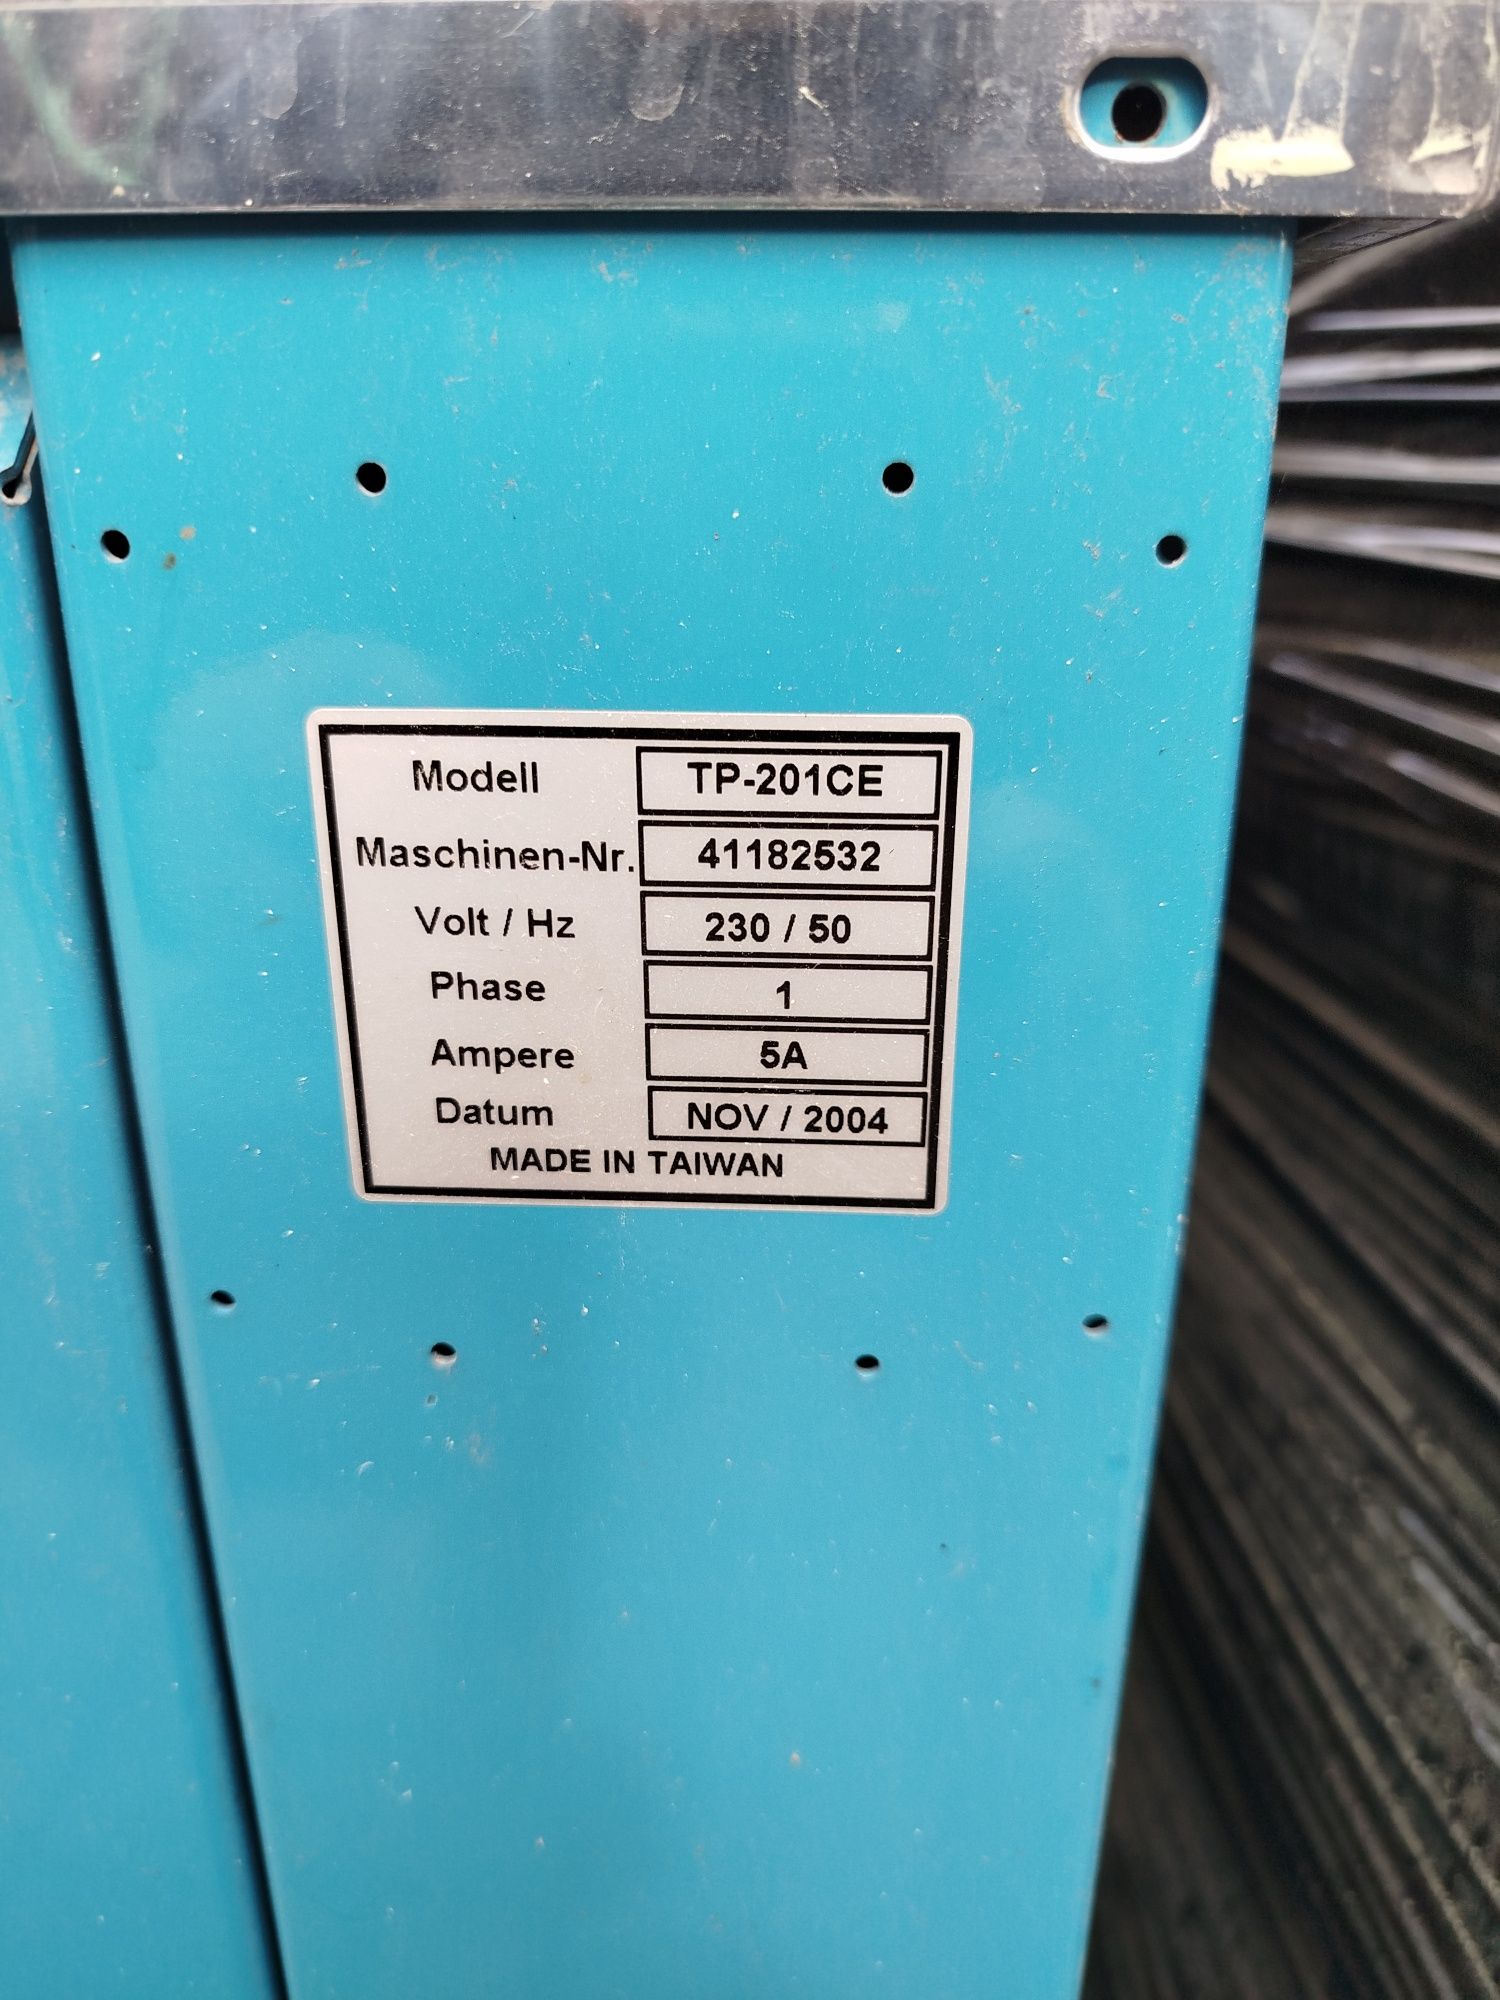 Modell TP-201CE
Maschinen-Nr. 41182532
Volt / Hz 230 / 50
Phase 1
Ampere 5A
Datum NOV / 2004
MADE IN TAIWAN